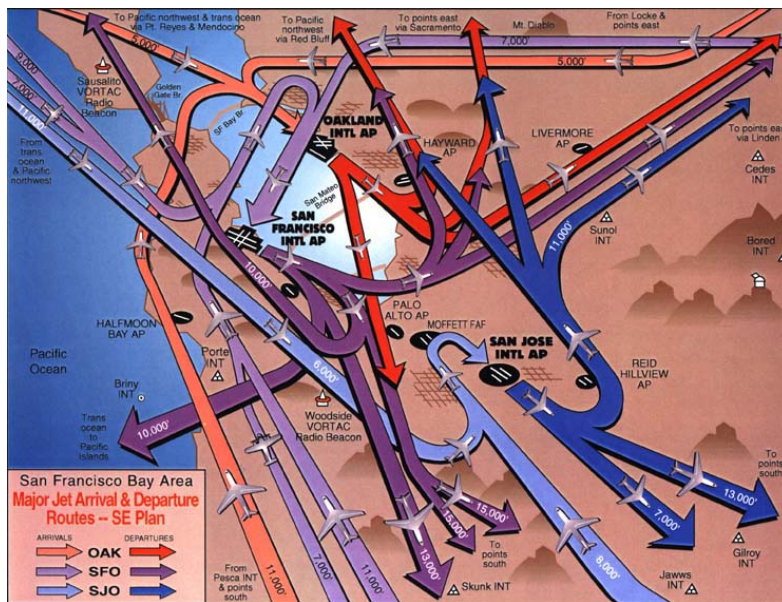 To Pacific northwest & trans ocean
via Pt. Reyes & Mendocino
To Pacific
northwest
via Red Bluff
To points east
via Sacramento
Mt. Diablo
From Locke &
points east
5,000'
7,000'
5,000'
9,000'
7,000'
11,000'
Sausalito
VORTAC
Radio
Beacon
Golden
Gate Br.
SF Bay Br
OAKLAND
INTL AP
HAYWARD
AP
LIVERMORE
AP
To points east
via Linden
Cedes
INT
From
trans
ocean
& Pacific
northwest
San Mateo
Bridge
SAN
FRANCISCO
INTL AP
11,000'
Sunol
INT
Bored
INT
10,000'
HALFMOON
BAY AP
PALO
ALTO AP
MOFFETT FAF
SAN JOSE
INTL AP
Pacific
Ocean
Porte
INT
6,000'
REID
HILLVIEW
AP
Briny
INT
Woodside
VORTAC
Radio Beacon
Trans
ocean
to
Pacific
Islands
10,000'
To
points
south
San Francisco Bay Area
Major Jet Arrival & Departure
Routes -- SE Plan
ARRIVALS
DEPARTURES
OAK
SFO
SJO
15,000'
15,000'
13,000'
7,000'
13,000'
To
points
south
8,000'
Gilroy
INT
From
Pesca INT &
points south
11,000'
7,000'
11,000'
Skunk INT
Jawws
INT